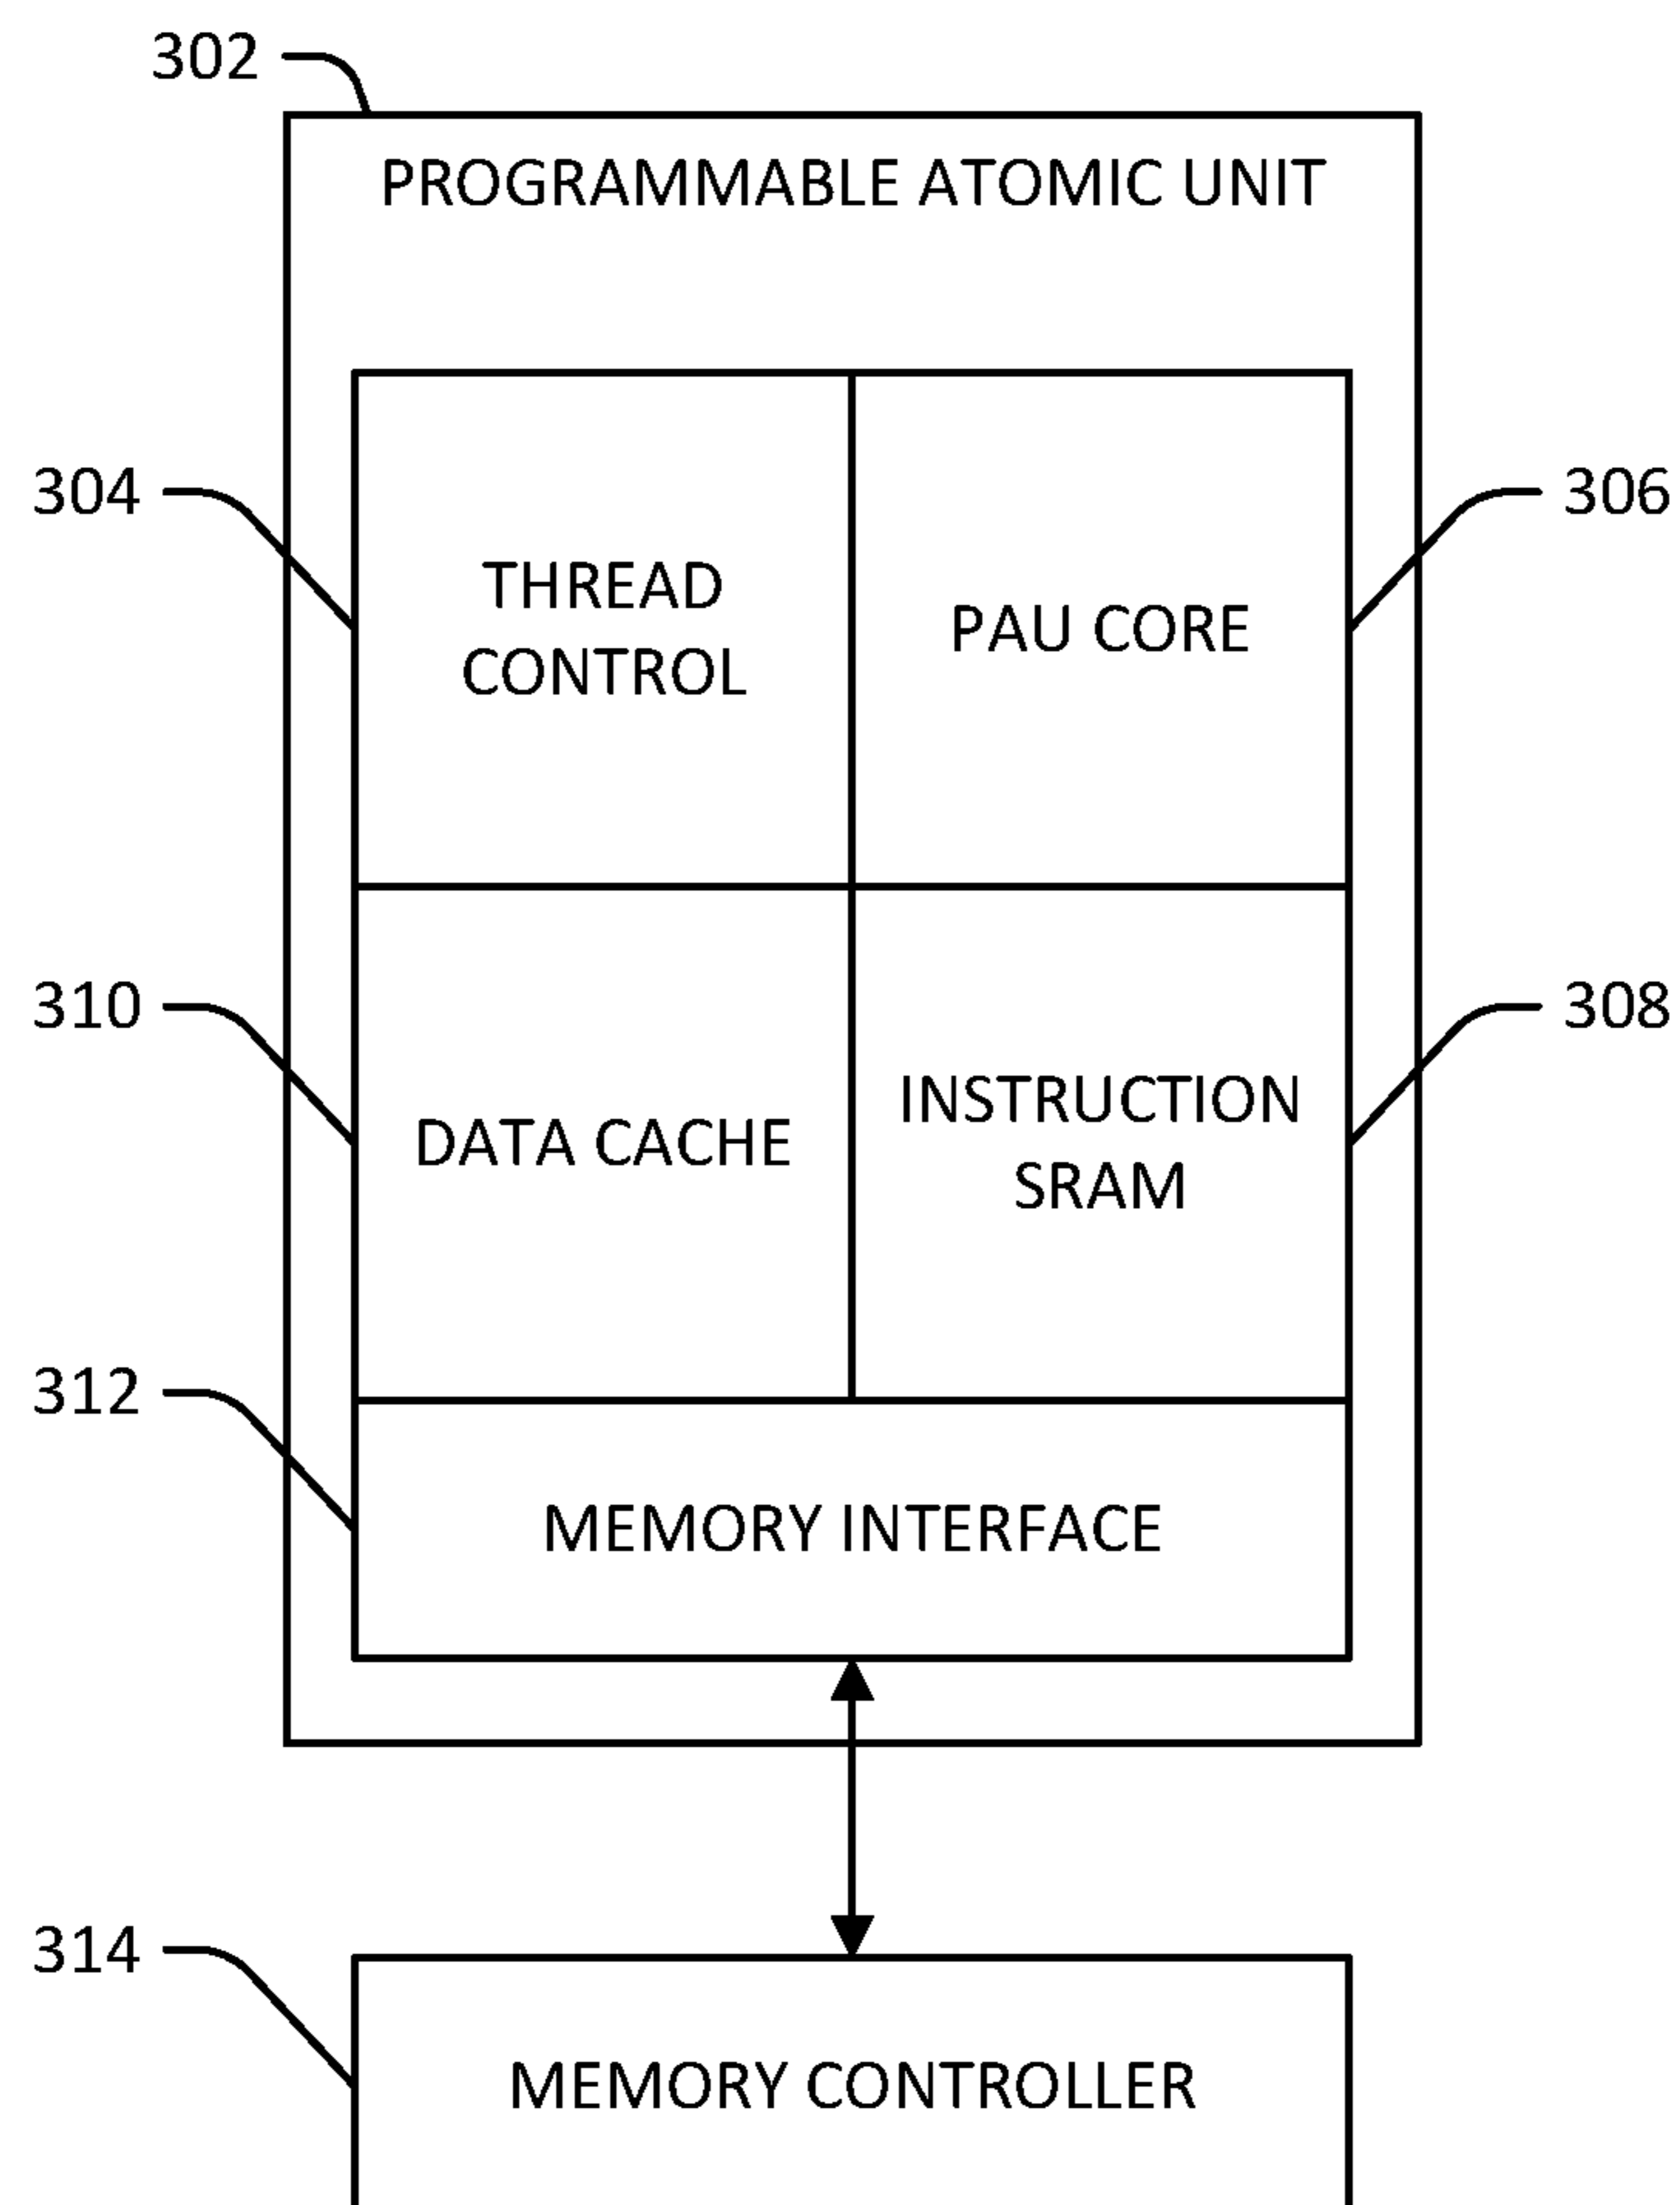 302
PROGRAMMABLE ATOMIC UNIT
304
THREAD
CONTROL
PAU CORE
306
310
DATA CACHE
INSTRUCTION
SRAM
308
312
MEMORY INTERFACE
314
MEMORY CONTROLLER